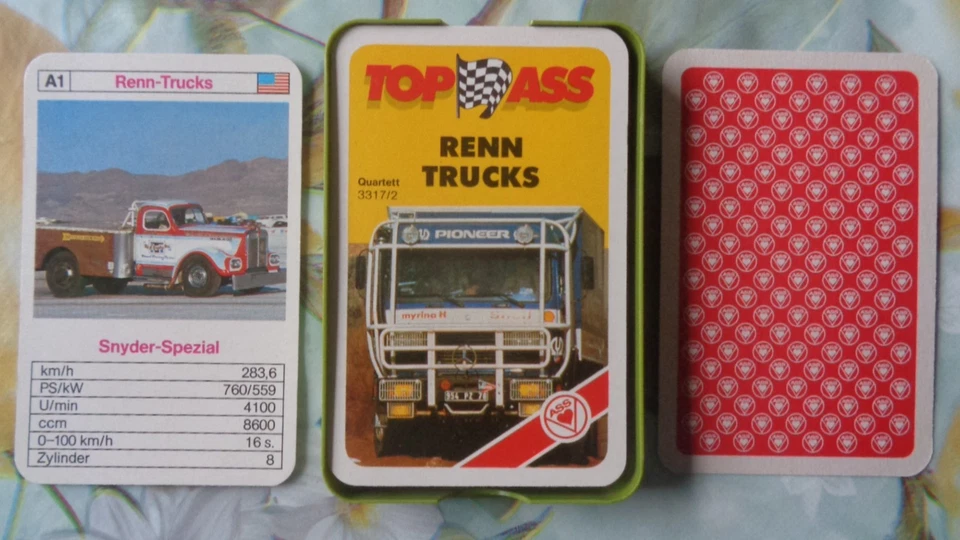 A1 Renn-Trucks
Snyder-Spezial
km/h 283,6
PS/kW 760/559
U/min 4100
ccm 8600
0–100 km/h 16 s.
Zylinder 8
TOP ASS
RENN
TRUCKS
Quartett
3317/2
PIONEER
myrina H
ASS